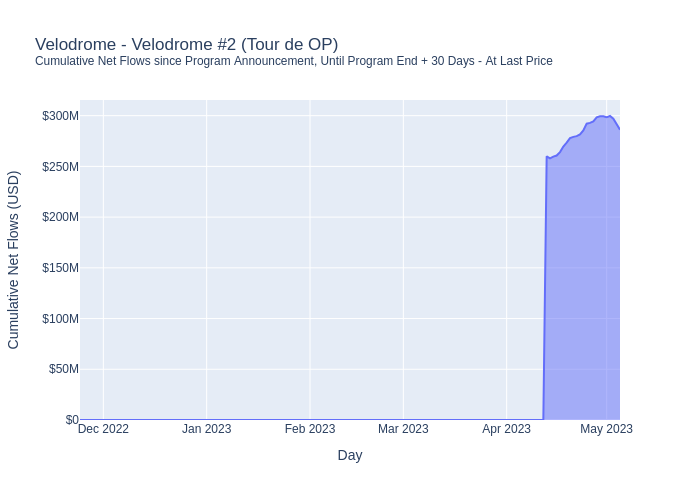 Velodrome - Velodrome #2 (Tour de OP)
Cumulative Net Flows since Program Announcement, Until Program End + 30 Days - At Last Price
Cumulative Net Flows (USD)
$300M
$250M
$200M
$150M
$100M
$50M
$0
Dec 2022 Jan 2023 Feb 2023 Mar 2023 Apr 2023 May 2023
Day